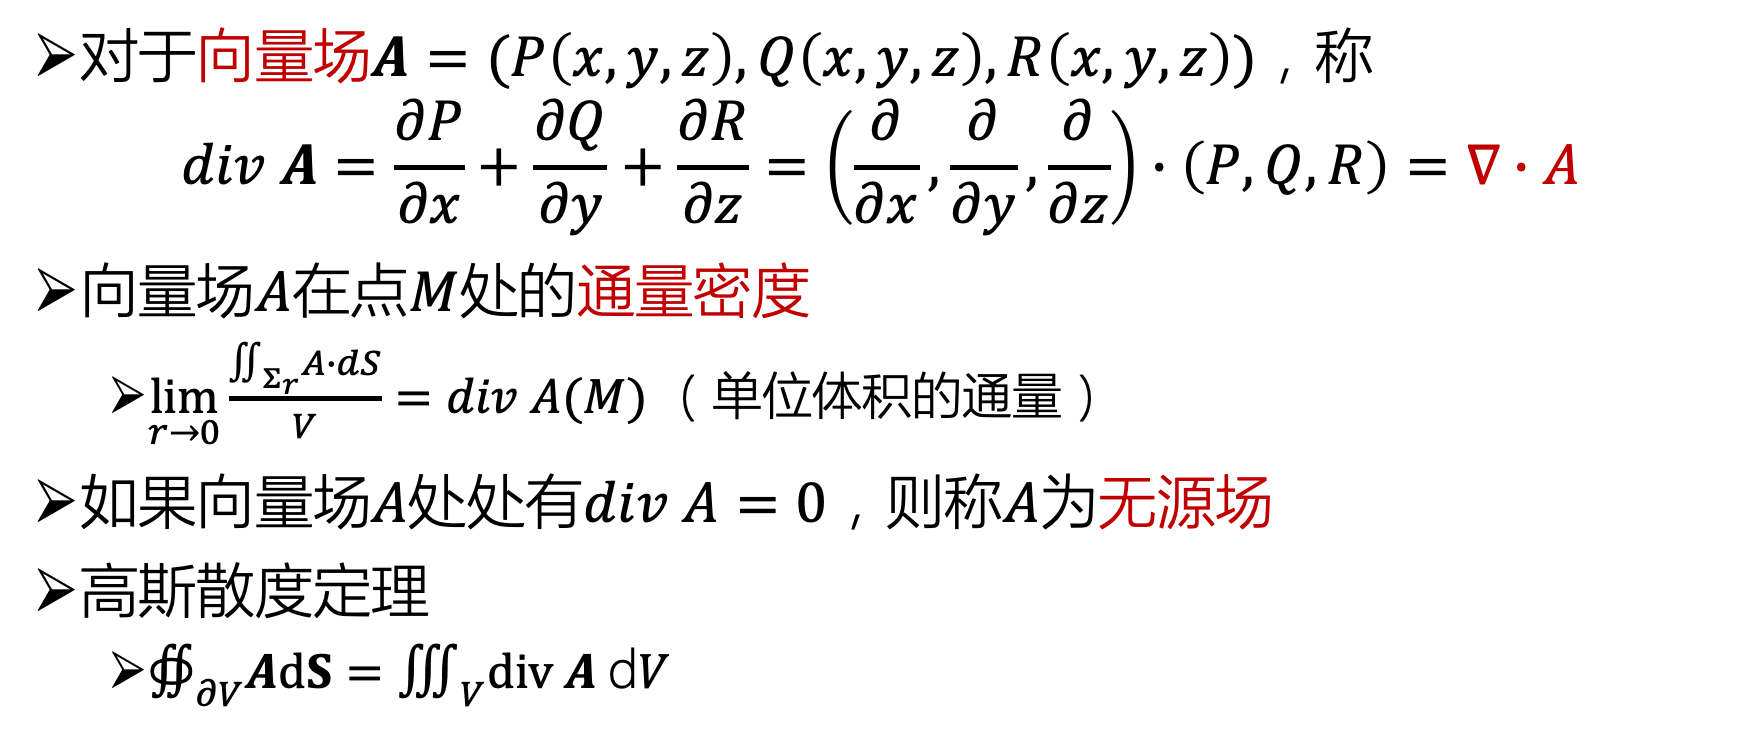 ➢对于向量场𝑨 = (P(x, y, z), Q(x, y, z), R(x, y, z))，称
div 𝑨 = ∂P/∂x + ∂Q/∂y + ∂R/∂z = (∂/∂x, ∂/∂y, ∂/∂z) · (P, Q, R) = ∇ · A
➢向量场A在点M处的通量密度
➢lim_{r→0} ∬_{Σ_r} A·dS / V = div A(M)（单位体积的通量）
➢如果向量场A处处有div A = 0，则称A为无源场
➢高斯散度定理
➢∯_{∂V} 𝑨d𝐒 = ∭_V div 𝑨 dV